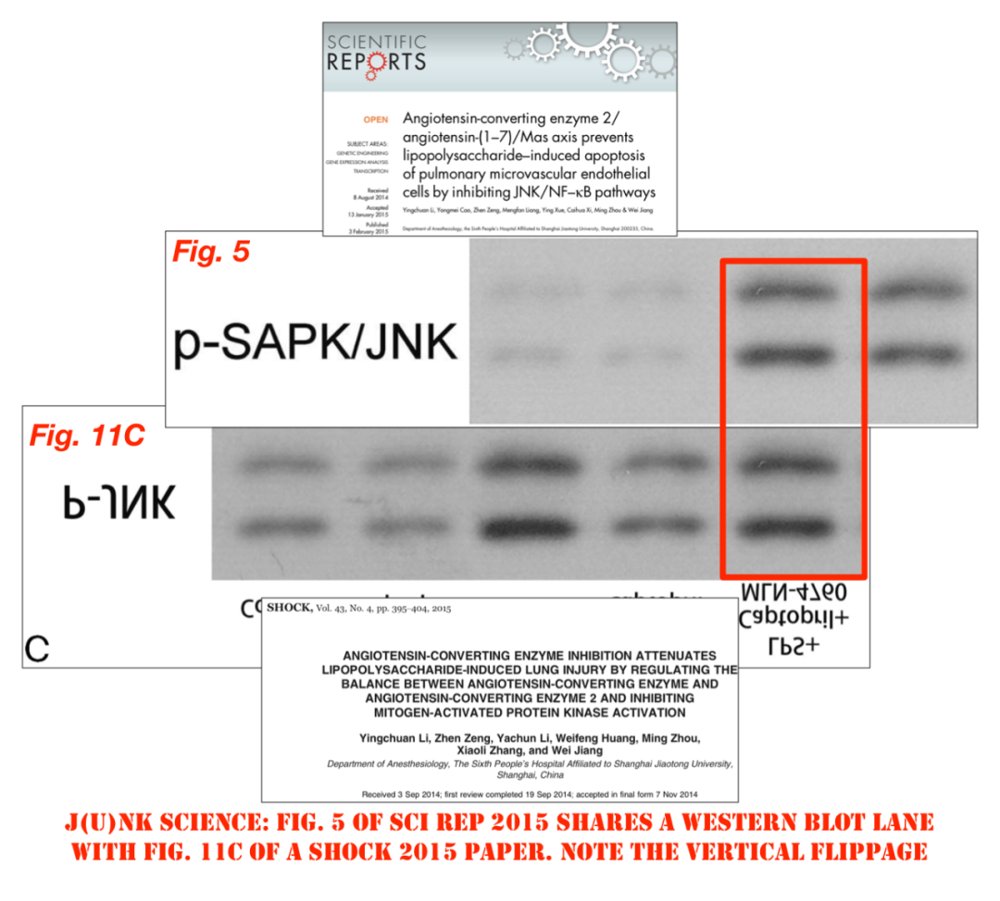 SCIENTIFIC
REPORTS
OPEN
SUBJECT AREAS:
GENETIC ENGINEERING
GENE EXPRESSION ANALYSIS
TRANSCRIPTION
Received
8 August 2014
Accepted
13 January 2015
Published
3 February 2015
Angiotensin-converting enzyme 2/
angiotensin-(1–7)/Mas axis prevents
lipopolysaccharide–induced apoptosis
of pulmonary microvascular endothelial
cells by inhibiting JNK/NF–κB pathways
Yingchuan Li, Yongmei Cao, Zhen Zeng, Mengfan Liang, Ying Xue, Caihua Xi, Ming Zhou & Wei Jiang
Department of Anesthesiology, the Sixth People's Hospital Affiliated to Shanghai Jiaotong University, Shanghai 200233, China.
Fig. 5
p-SAPK/JNK
Fig. 11C
P-JNK
MLN-4760
Captopril+
LPS+
C
SHOCK, Vol. 43, No. 4, pp. 395–404, 2015
ANGIOTENSIN-CONVERTING ENZYME INHIBITION ATTENUATES
LIPOPOLYSACCHARIDE-INDUCED LUNG INJURY BY REGULATING THE
BALANCE BETWEEN ANGIOTENSIN-CONVERTING ENZYME AND
ANGIOTENSIN-CONVERTING ENZYME 2 AND INHIBITING
MITOGEN-ACTIVATED PROTEIN KINASE ACTIVATION
Yingchuan Li, Zhen Zeng, Yachun Li, Weifeng Huang, Ming Zhou,
Xiaoli Zhang, and Wei Jiang
Department of Anesthesiology, The Sixth People's Hospital Affiliated to Shanghai Jiaotong University,
Shanghai, China
Received 3 Sep 2014; first review completed 19 Sep 2014; accepted in final form 7 Nov 2014
J(U)NK SCIENCE: FIG. 5 OF SCI REP 2015 SHARES A WESTERN BLOT LANE
WITH FIG. 11C OF A SHOCK 2015 PAPER. NOTE THE VERTICAL FLIPPAGE